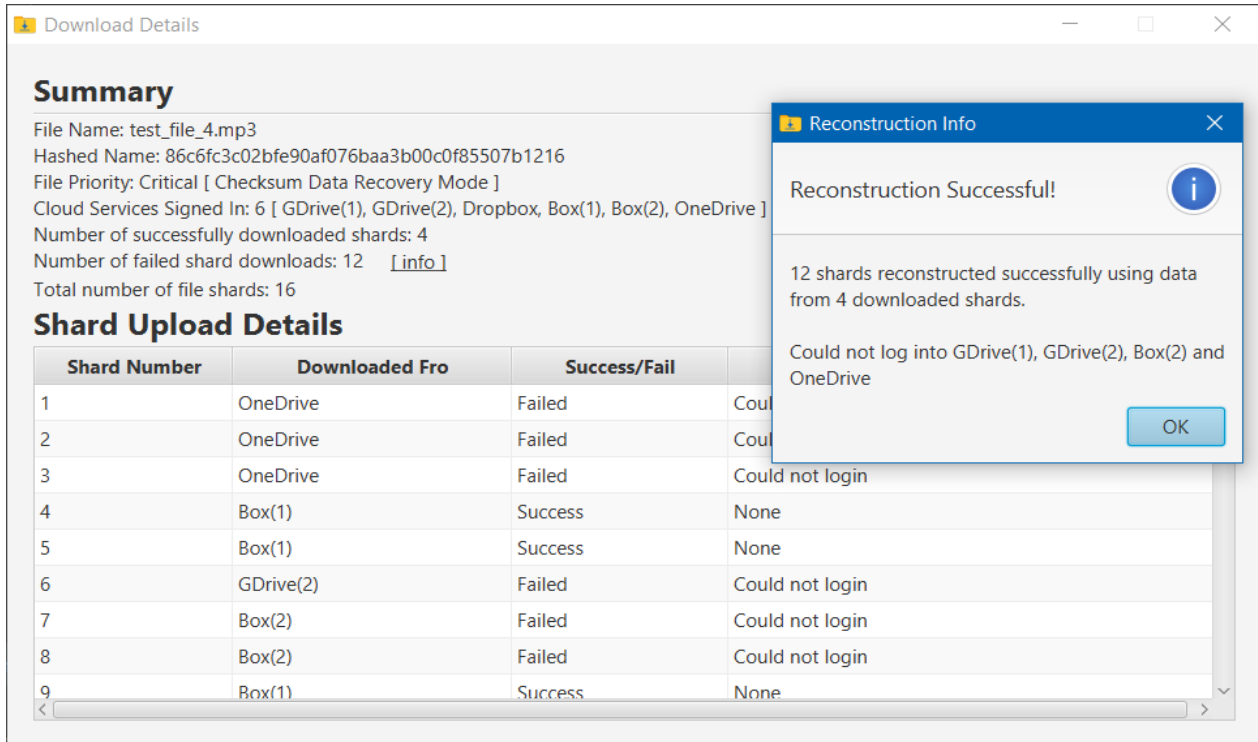 Download Details
Summary
File Name: test_file_4.mp3
Hashed Name: 86c6fc3c02bfe90af076baa3b00c0f85507b1216
File Priority: Critical [ Checksum Data Recovery Mode ]
Cloud Services Signed In: 6 [ GDrive(1), GDrive(2), Dropbox, Box(1), Box(2), OneDrive ]
Number of successfully downloaded shards: 4
Number of failed shard downloads: 12 [ info ]
Total number of file shards: 16
Shard Upload Details
Shard Number Downloaded Fro Success/Fail
1 OneDrive Failed Coul
2 OneDrive Failed Coul
3 OneDrive Failed Could not login
4 Box(1) Success None
5 Box(1) Success None
6 GDrive(2) Failed Could not login
7 Box(2) Failed Could not login
8 Box(2) Failed Could not login
9 Box(1) Success None
Reconstruction Info
Reconstruction Successful!
i
12 shards reconstructed successfully using data
from 4 downloaded shards.
Could not log into GDrive(1), GDrive(2), Box(2) and
OneDrive
OK